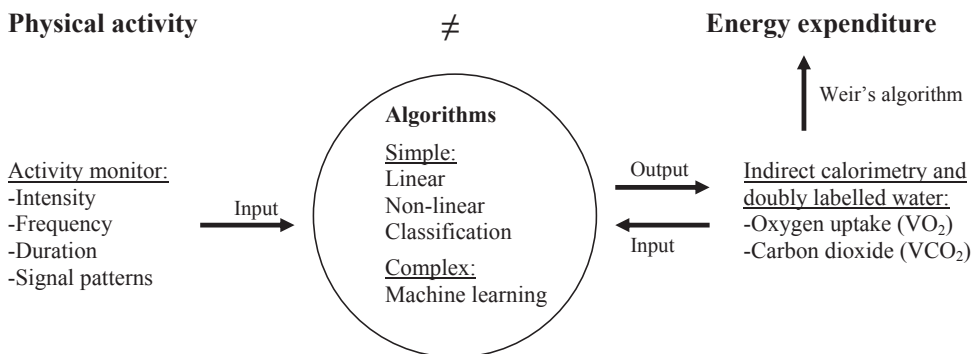 Physical activity
≠
Energy expenditure
Weir's algorithm
Activity monitor:
-Intensity
-Frequency
-Duration
-Signal patterns
Input
Algorithms
Simple:
Linear
Non-linear
Classification
Complex:
Machine learning
Output
Input
Indirect calorimetry and
doubly labelled water:
-Oxygen uptake (VO₂)
-Carbon dioxide (VCO₂)